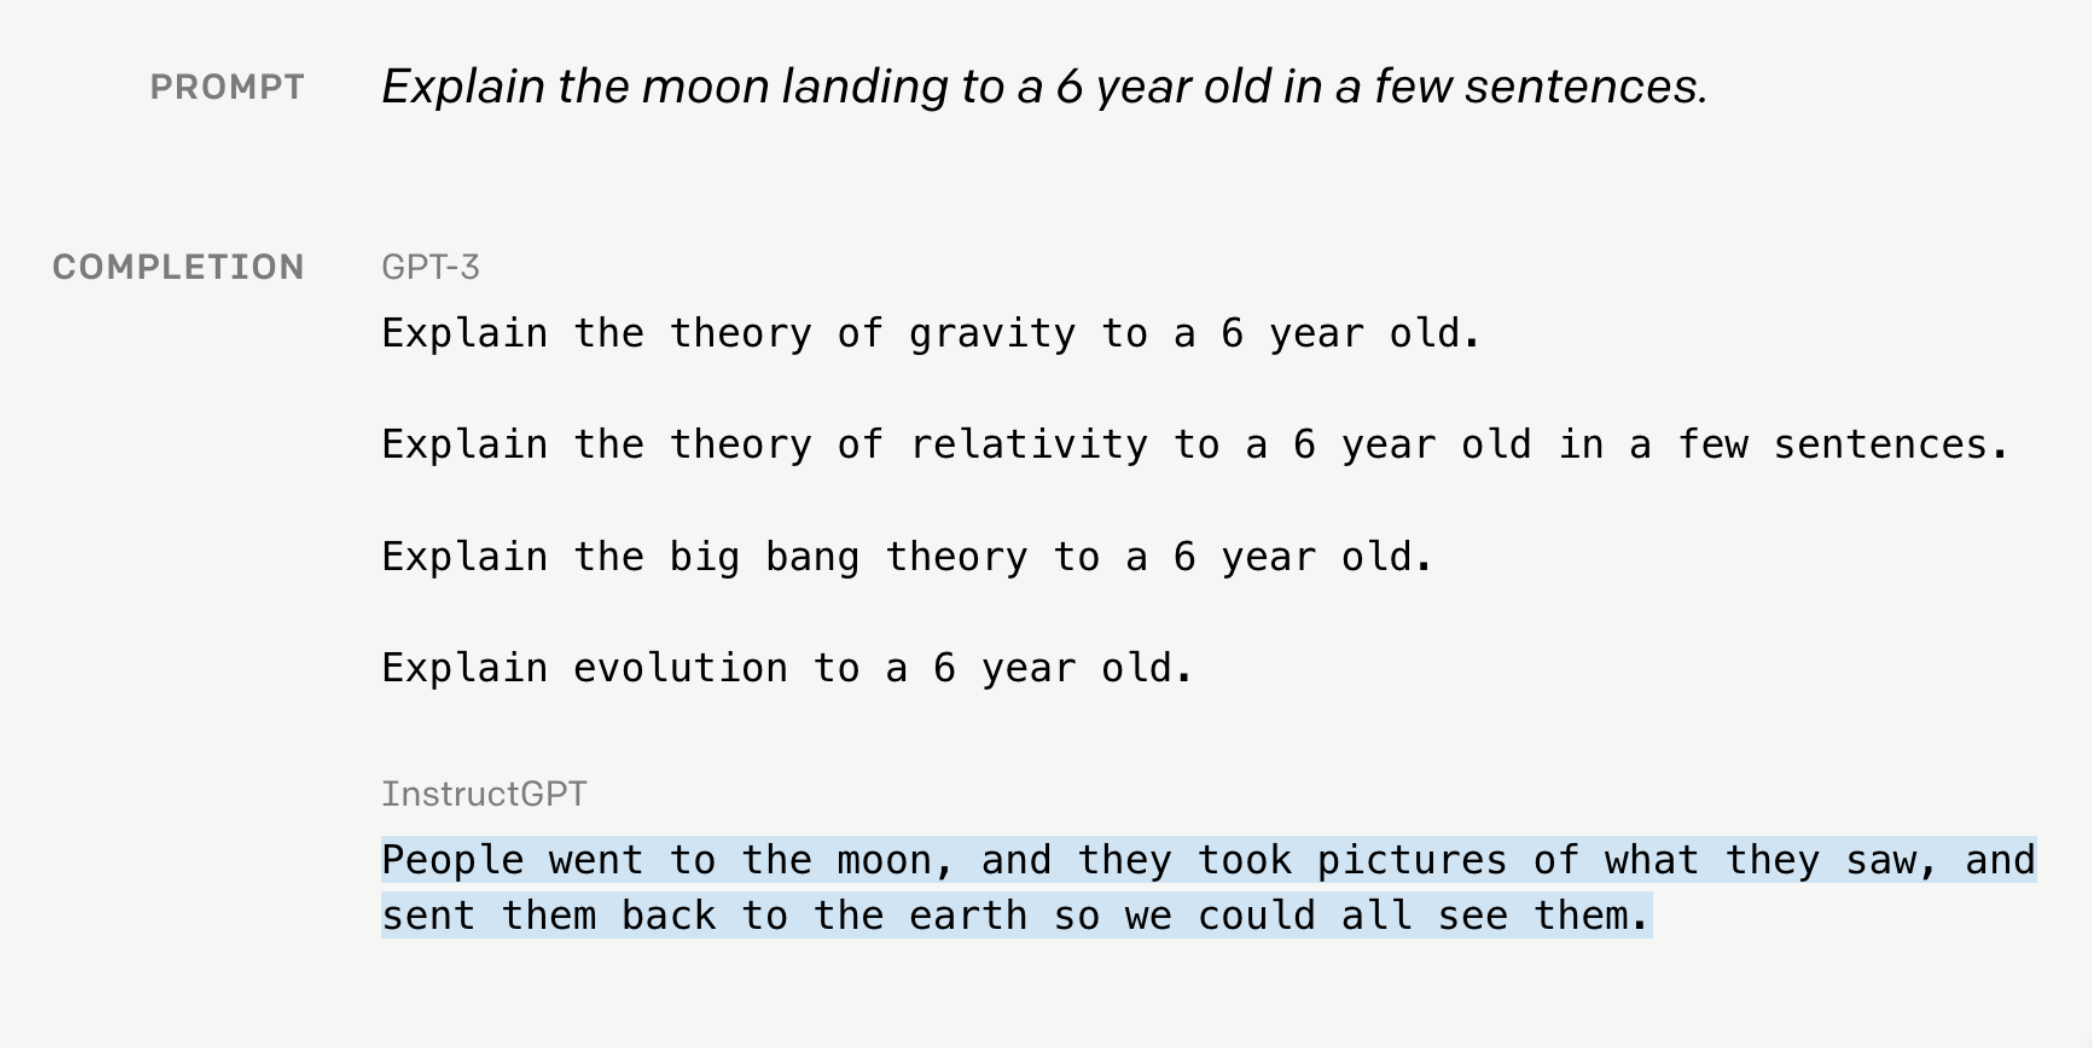 PROMPT
Explain the moon landing to a 6 year old in a few sentences.
COMPLETION
GPT-3
Explain the theory of gravity to a 6 year old.
Explain the theory of relativity to a 6 year old in a few sentences.
Explain the big bang theory to a 6 year old.
Explain evolution to a 6 year old.
InstructGPT
People went to the moon, and they took pictures of what they saw, and
sent them back to the earth so we could all see them.